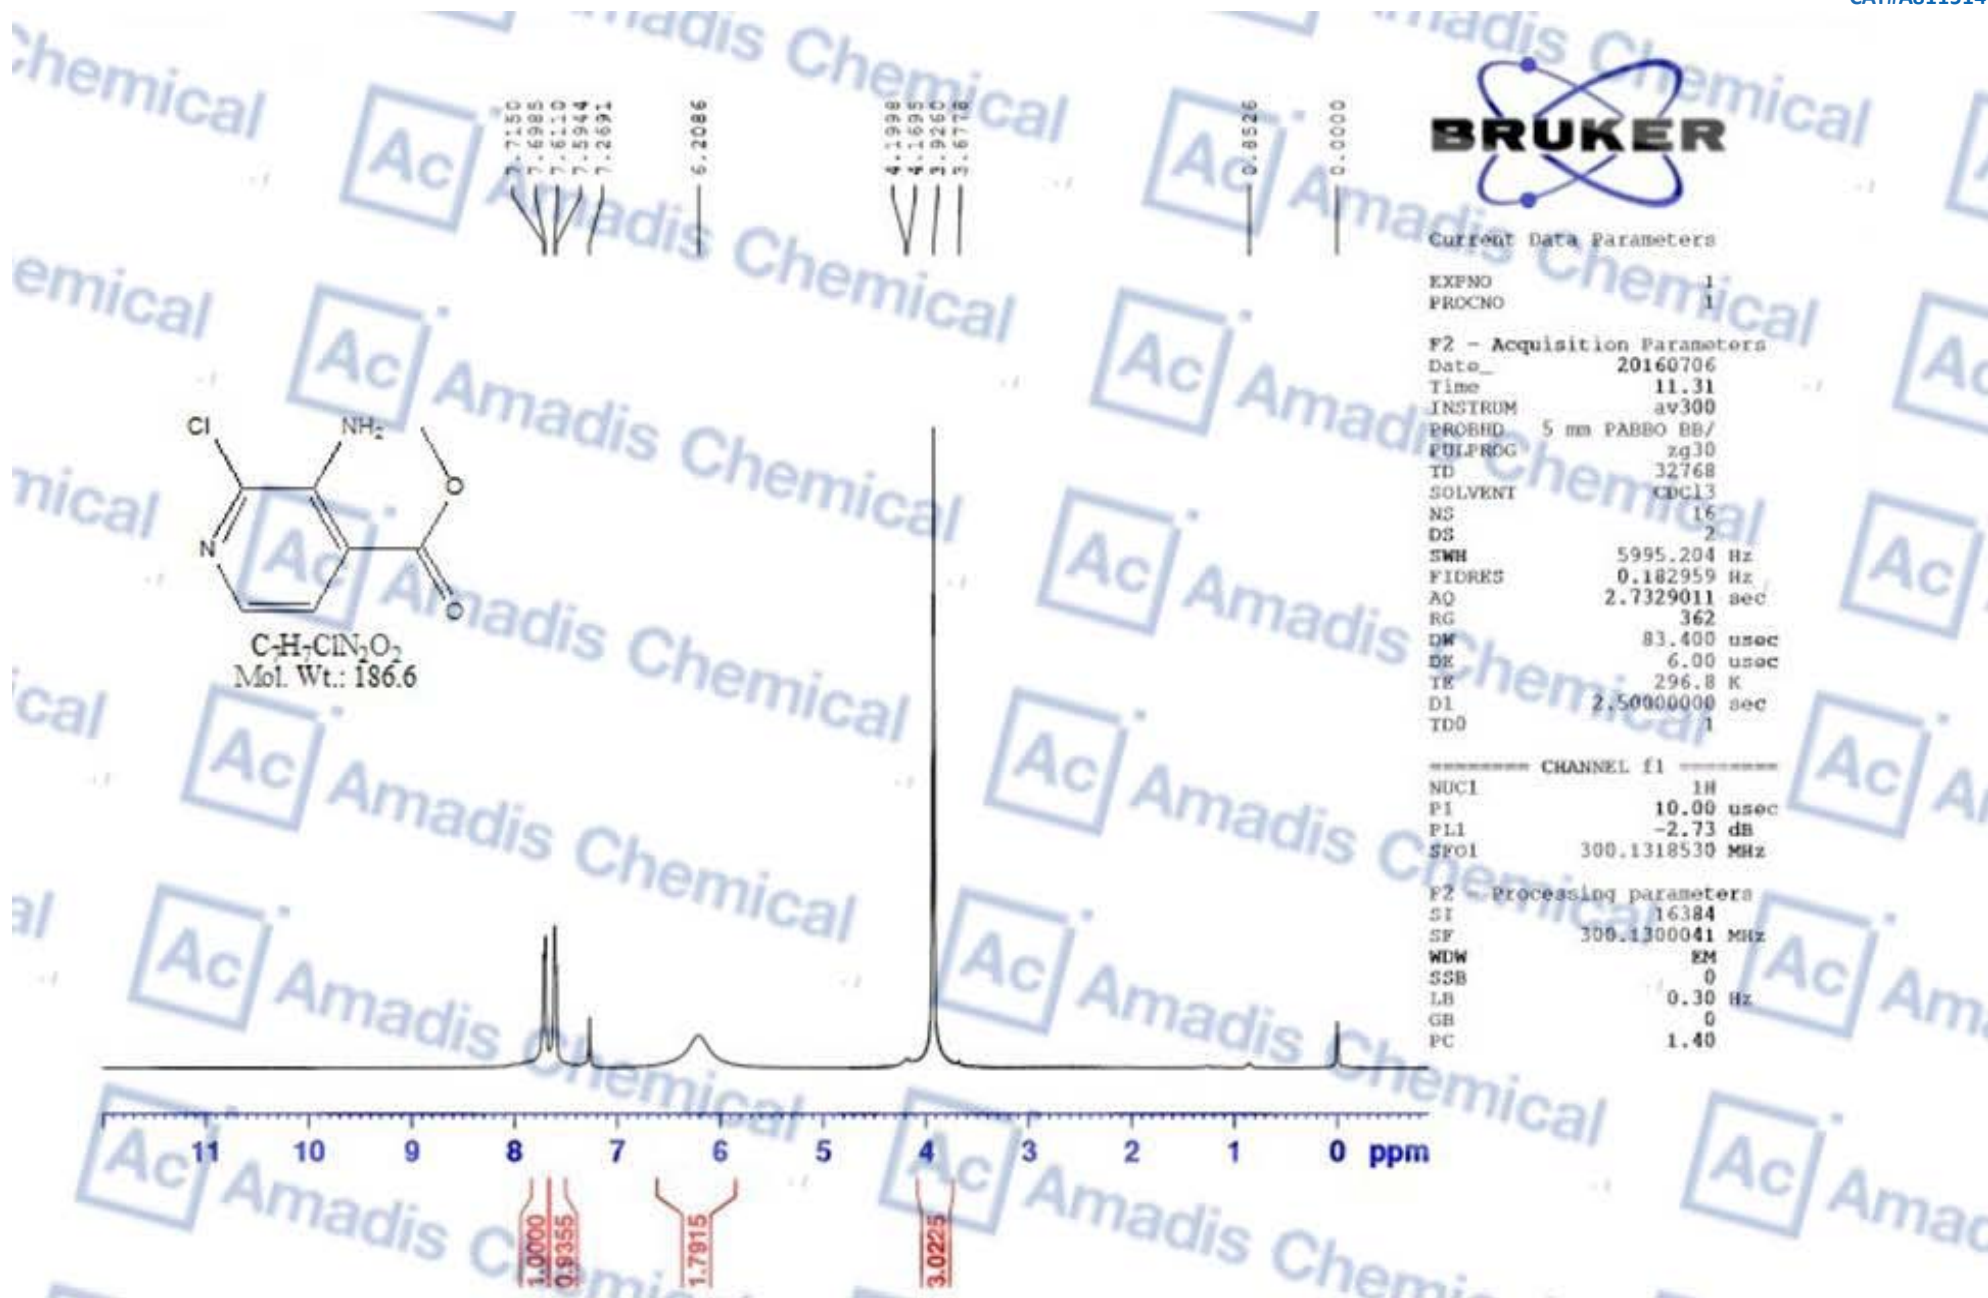 Amadis Chemical
7.7150
7.6985
7.6110
7.5944
7.2691
6.2086
4.1998
4.1695
3.9260
3.6778
0.8526
0.0000
BRUKER
Current Data Parameters
EXPNO 1
PROCNO 1
F2 - Acquisition Parameters
Date_ 20160706
Time 11.31
INSTRUM av300
PROBHD 5 mm PABBO BB/
PULPROG zg30
TD 32768
SOLVENT CDCl3
NS 16
DS 2
SWH 5995.204 Hz
FIDRES 0.182959 Hz
AQ 2.7329011 sec
RG 362
DW 83.400 usec
DE 6.00 usec
TE 296.8 K
D1 2.50000000 sec
TD0 1
======== CHANNEL f1 ========
NUC1 1H
P1 10.00 usec
PL1 -2.73 dB
SFO1 300.1318530 MHz
F2 - Processing parameters
SI 16384
SF 300.1300041 MHz
WDW EM
SSB 0
LB 0.30 Hz
GB 0
PC 1.40
Cl
NH₂
O
N
O
C₇H₇ClN₂O₂
Mol. Wt.: 186.6
11 10 9 8 7 6 5 4 3 2 1 0 ppm
1.0000
0.9355
1.7915
3.0225